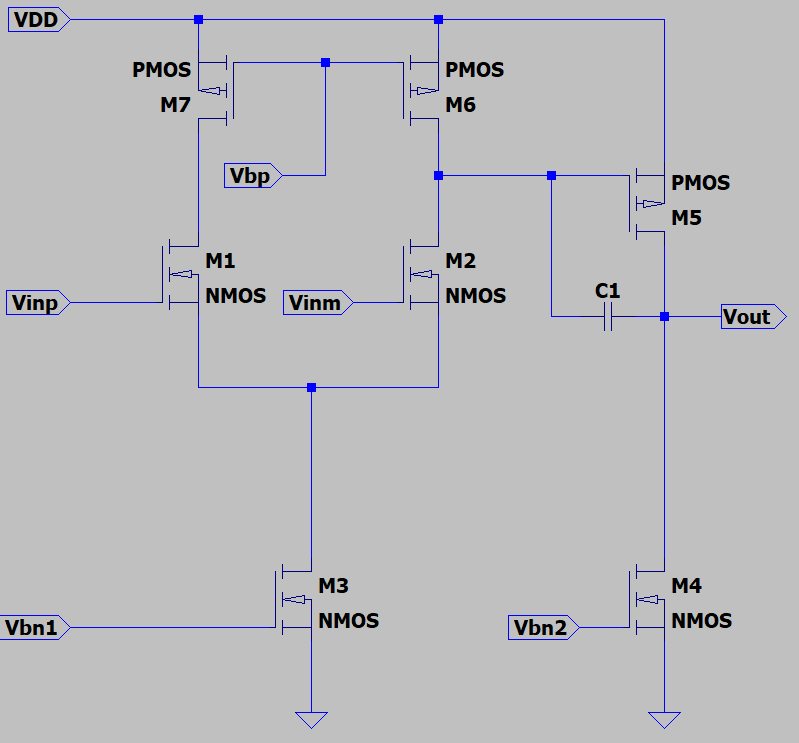 VDD
PMOS
M7
PMOS
M6
Vbp
PMOS
M5
M1
NMOS
M2
NMOS
Vinp
Vinm
C1
Vout
M3
NMOS
M4
NMOS
Vbn1
Vbn2